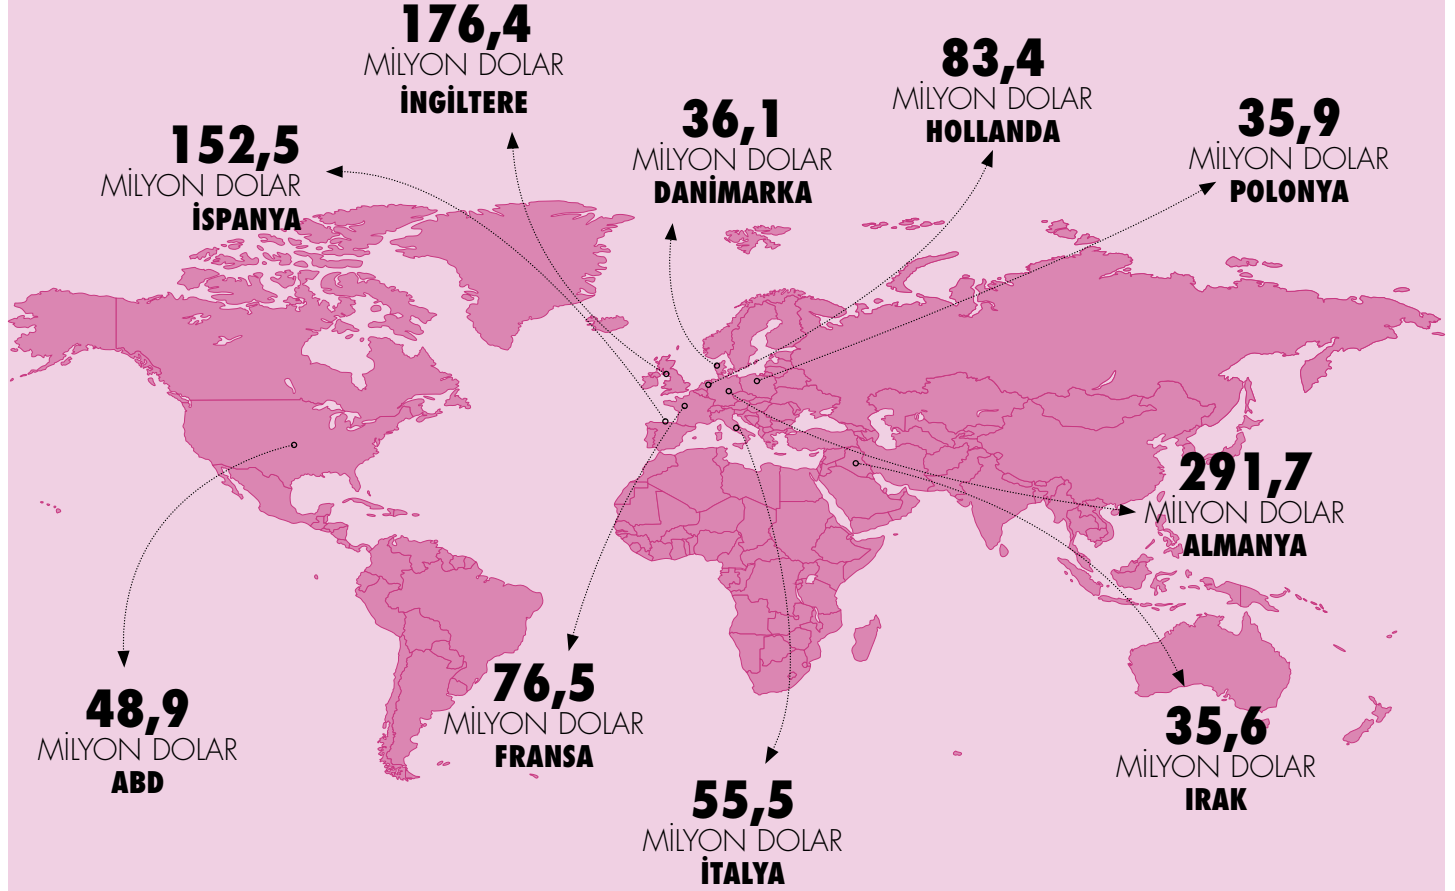 176,4
MİLYON DOLAR
İNGİLTERE
83,4
MİLYON DOLAR
HOLLANDA
152,5
MİLYON DOLAR
İSPANYA
36,1
MİLYON DOLAR
DANİMARKA
35,9
MİLYON DOLAR
POLONYA
291,7
MİLYON DOLAR
ALMANYA
48,9
MİLYON DOLAR
ABD
76,5
MİLYON DOLAR
FRANSA
35,6
MİLYON DOLAR
IRAK
55,5
MİLYON DOLAR
İTALYA